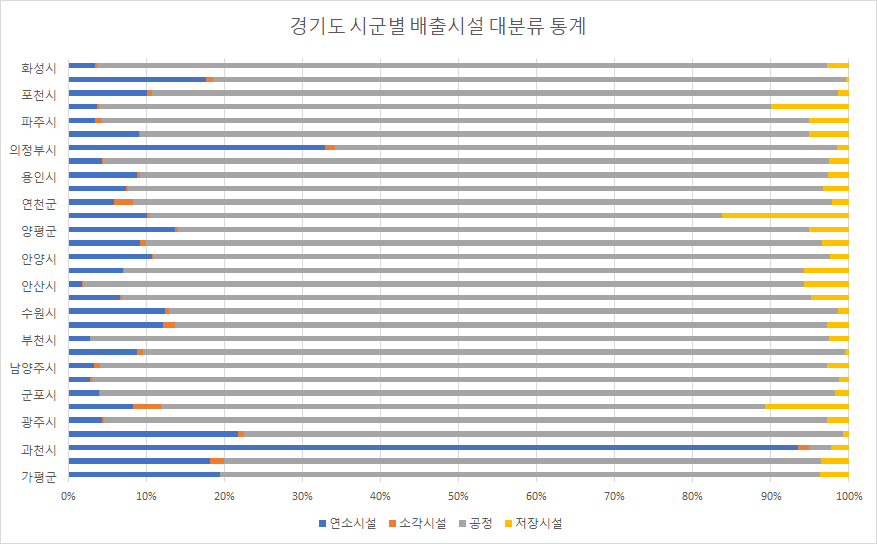 경기도 시군별 배출시설 대분류 통계
화성시
포천시
파주시
의정부시
용인시
연천군
양평군
안양시
안산시
수원시
부천시
남양주시
군포시
광주시
과천시
가평군
0% 10% 20% 30% 40% 50% 60% 70% 80% 90% 100%
연소시설 소각시설 공정 저장시설